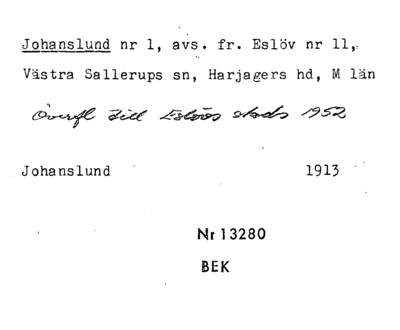 Johanslund nr 1, avs. fr. Eslöv nr 11,
Västra Sallerups sn, Harjagers hd, M län
Överfl till Eslövs stads 1952
Johanslund 1913
Nr 13280
BEK